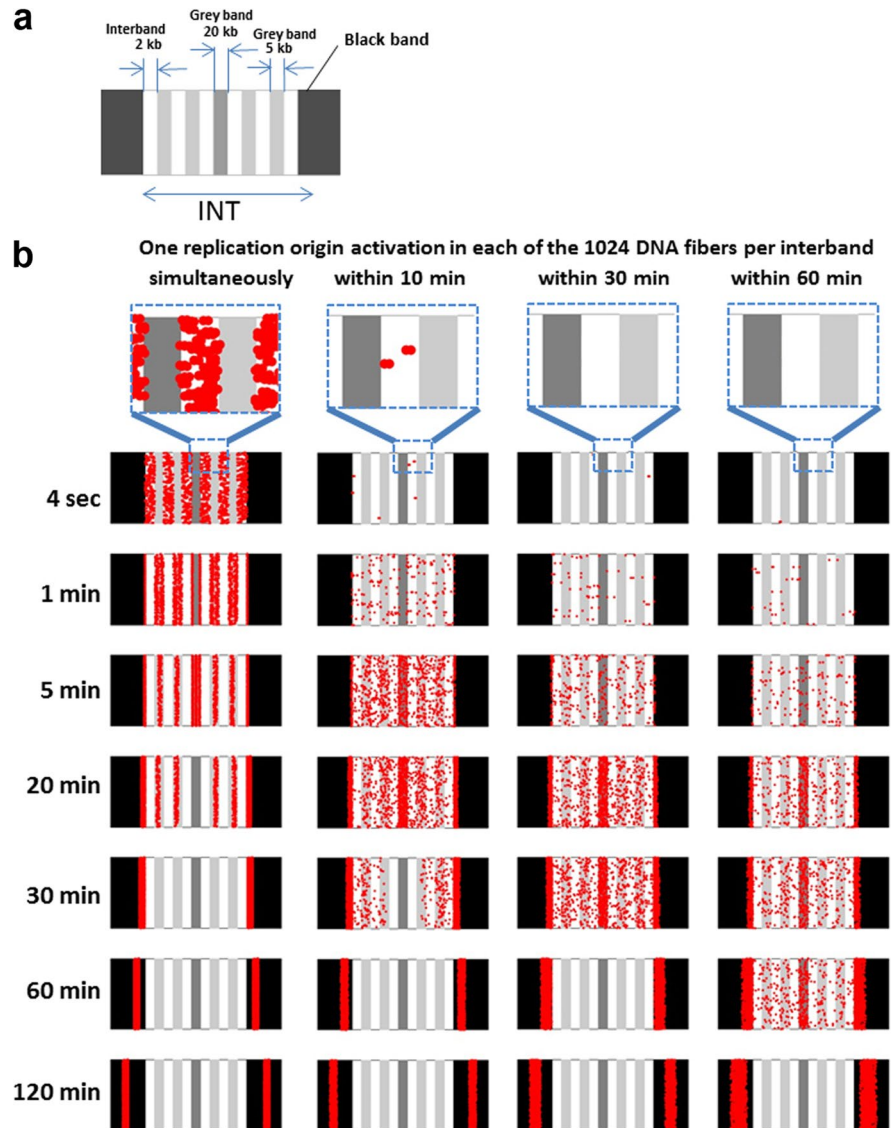 a
Interband
2 kb
Grey band
20 kb
Grey band
5 kb
Black band
INT
b
One replication origin activation in each of the 1024 DNA fibers per interband
simultaneously within 10 min within 30 min within 60 min
4 sec
1 min
5 min
20 min
30 min
60 min
120 min